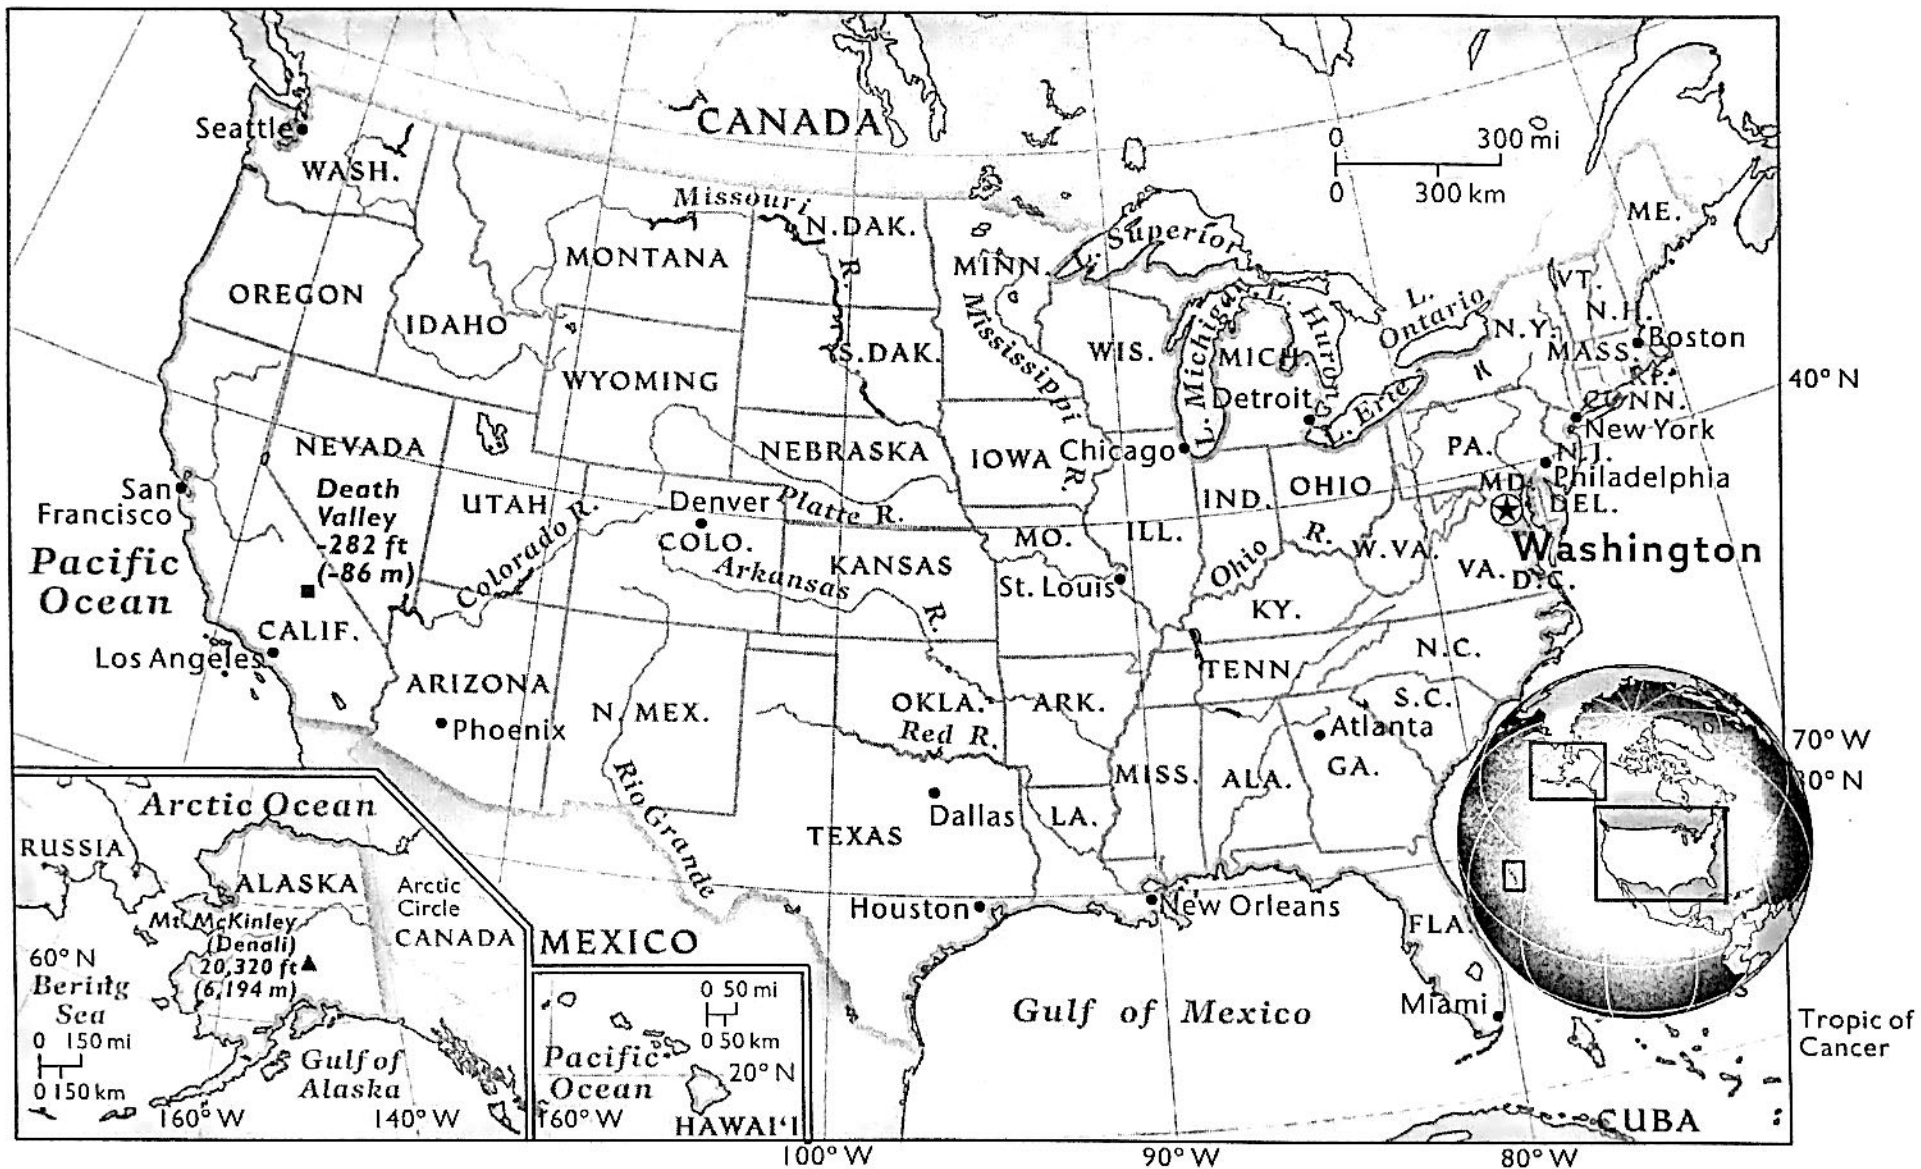 CANADA
Seattle
WASH.
0 300 mi
0 300 km
Missouri
R.
N.DAK.
ME.
MONTANA
MINN.
L. Superior
OREGON
IDAHO
VT.
N.H.
L.
Ontario
N.Y.
Boston
MASS.
R.I.
CONN.
Mississippi
R.
WIS.
L. Michigan
L. Huron
MICH.
Detroit
L. Erie
S.DAK.
WYOMING
40° N
New York
NEVADA
NEBRASKA
IOWA
Chicago
PA.
N.J.
Philadelphia
MD.
DEL.
San
Francisco
Death
Valley
-282 ft
(-86 m)
UTAH
Colorado R.
Denver
Platte R.
COLO.
IND.
OHIO
ILL.
MO.
Ohio
R.
W.VA.
VA.
Washington
D.C.
Pacific
Ocean
Arkansas
R.
KANSAS
St. Louis
KY.
CALIF.
Los Angeles
ARIZONA
Phoenix
N. MEX.
OKLA.
Red R.
ARK.
TENN
N.C.
S.C.
Atlanta
GA.
MISS.
ALA.
70° W
30° N
Rio Grande
TEXAS
Dallas
LA.
Houston
New Orleans
FLA.
Miami
MEXICO
Gulf of Mexico
Tropic of
Cancer
CUBA
Arctic Ocean
RUSSIA
ALASKA
Arctic
Circle
CANADA
Mt. McKinley
(Denali)
20,320 ft
(6,194 m)
60° N
Bering
Sea
0 150 mi
0 150 km
Gulf of
Alaska
160° W
140° W
0 50 mi
0 50 km
Pacific
Ocean
20° N
160° W
HAWAI‘I
100° W
90° W
80° W